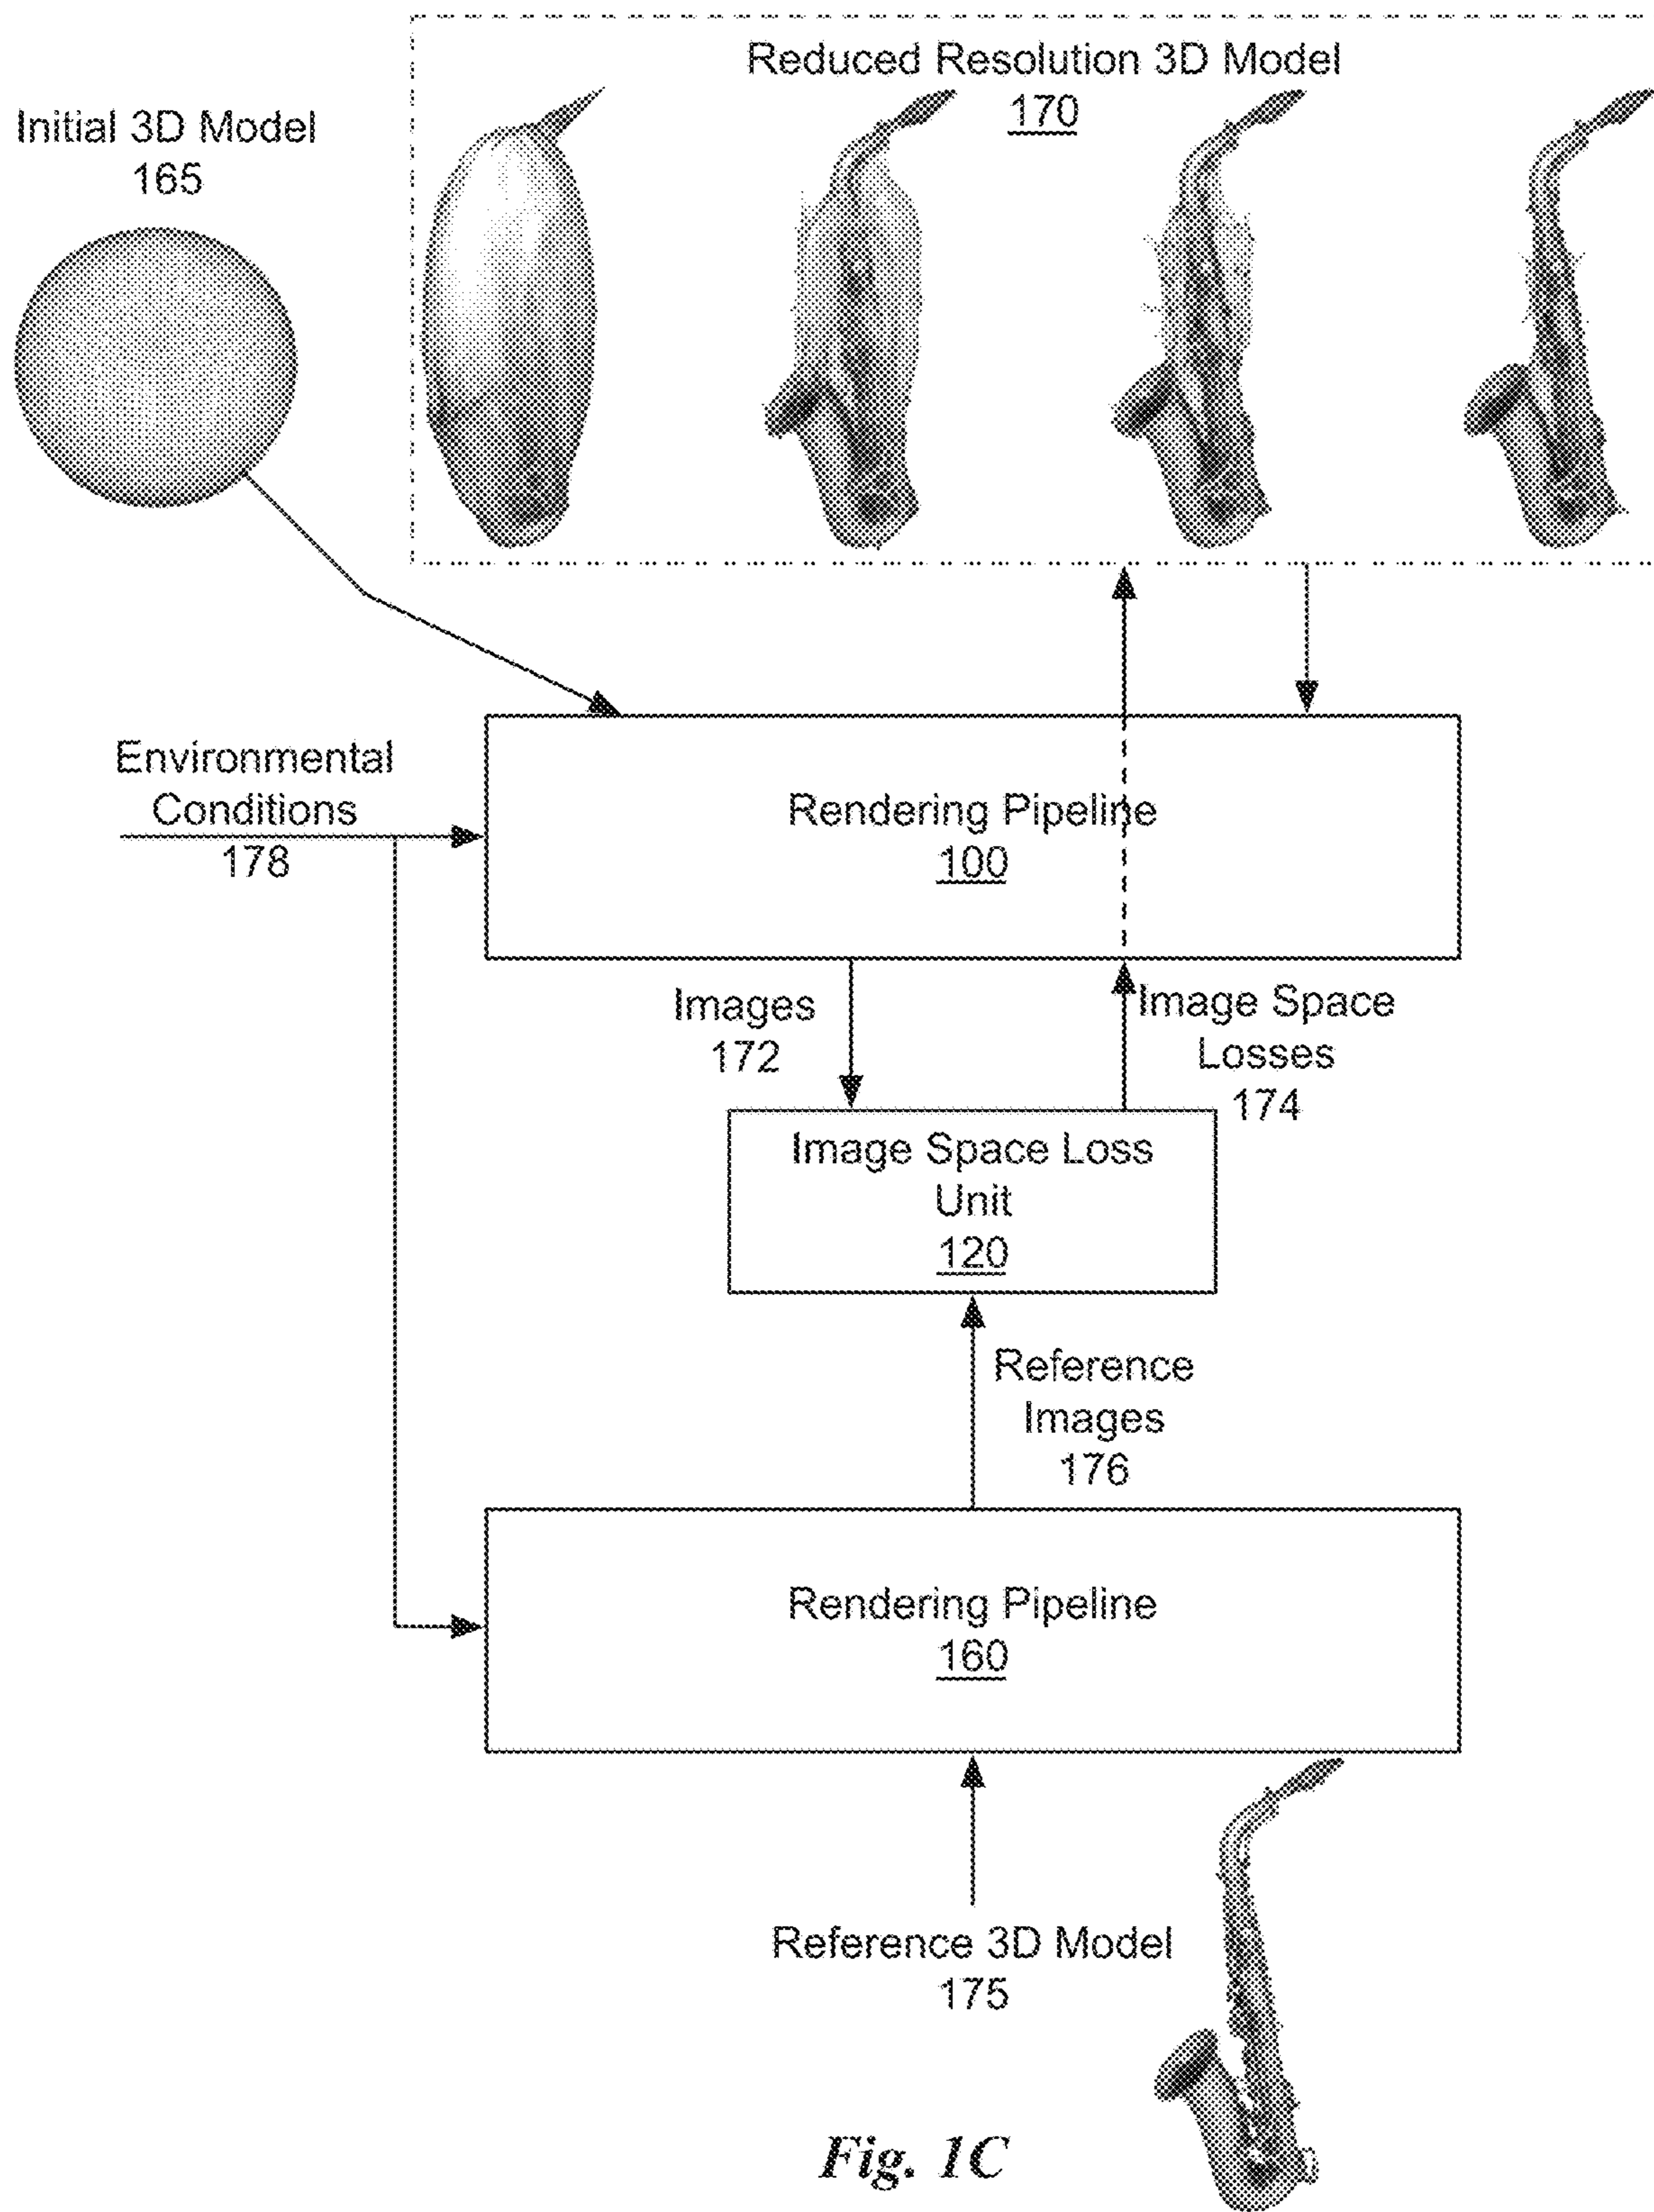 Reduced Resolution 3D Model
170
Initial 3D Model
165
Environmental
Conditions
178
Rendering Pipeline
100
Images
172
Image Space
Losses
174
Image Space Loss
Unit
120
Reference
Images
176
Rendering Pipeline
160
Reference 3D Model
175
Fig. 1C